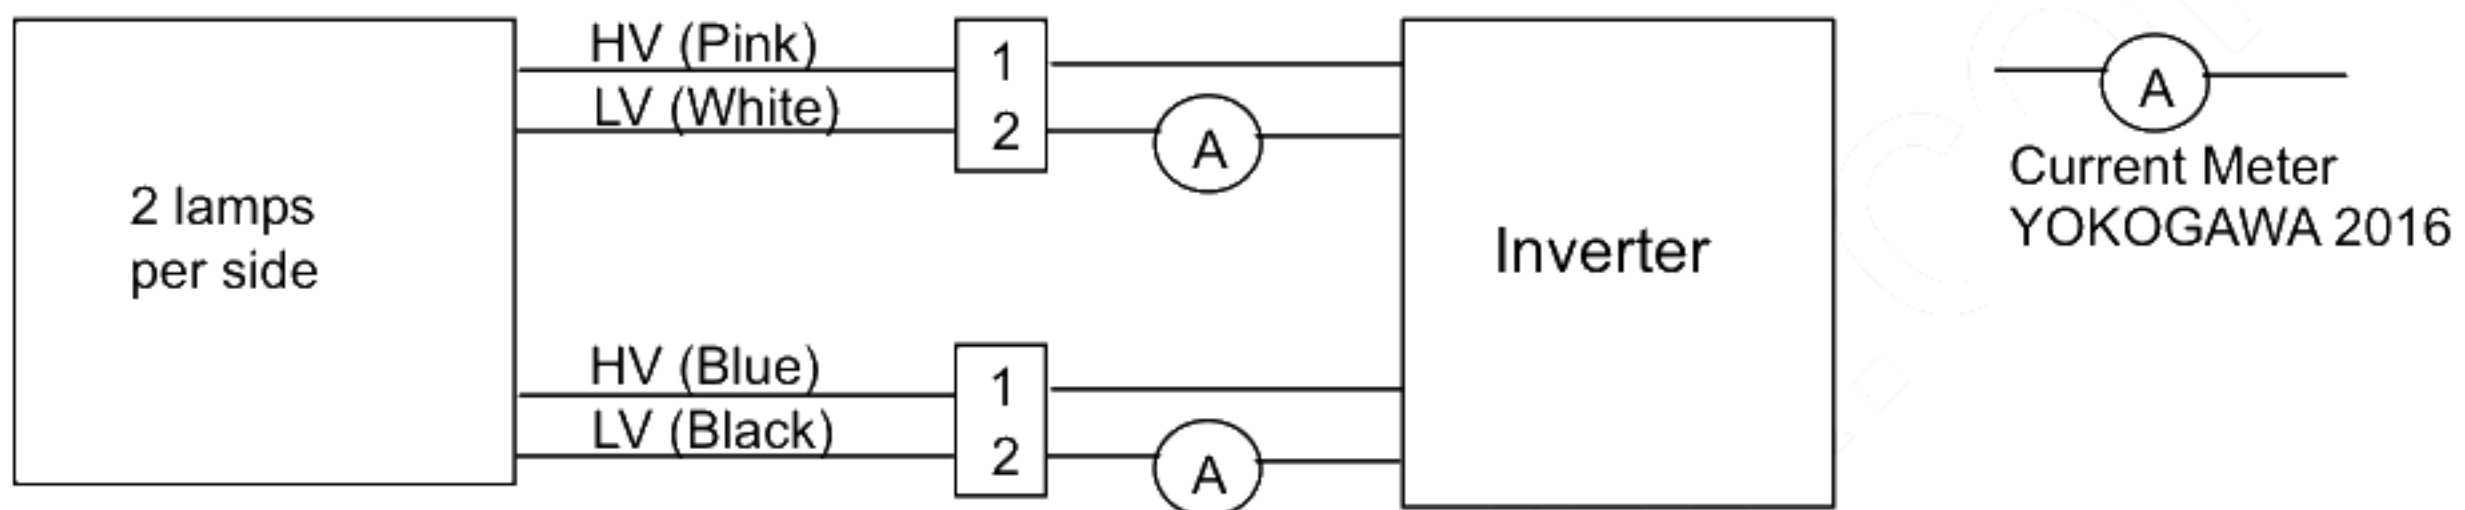 HV (Pink)
LV (White)
1
2
A
2 lamps
per side
HV (Blue)
LV (Black)
1
2
A
Inverter
A
Current Meter
YOKOGAWA 2016